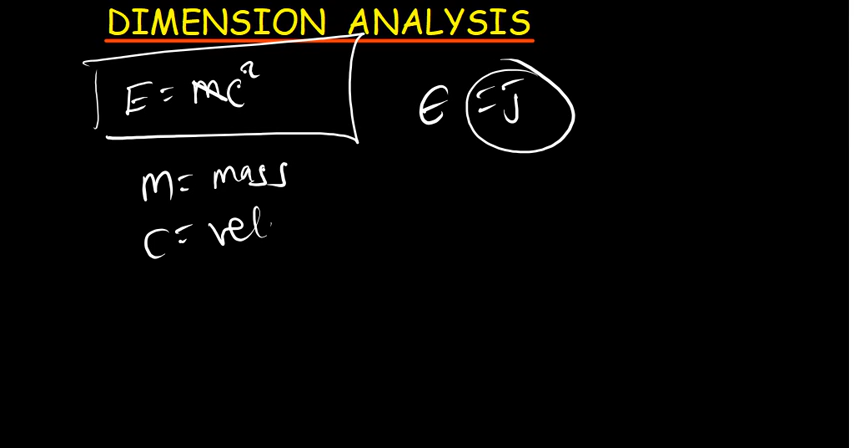 DIMENSION ANALYSIS
E = mc²
E = J
m = mass
c = vel.